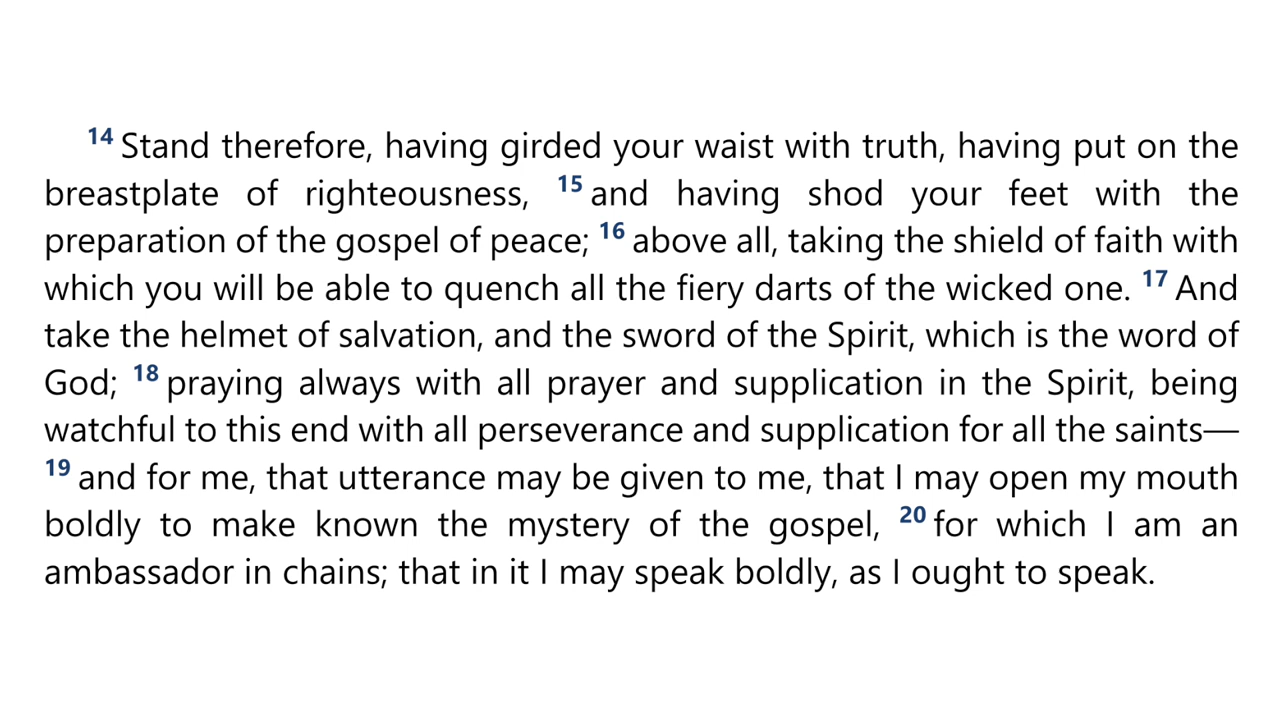 14 Stand therefore, having girded your waist with truth, having put on the
breastplate of righteousness, 15 and having shod your feet with the
preparation of the gospel of peace; 16 above all, taking the shield of faith with
which you will be able to quench all the fiery darts of the wicked one. 17 And
take the helmet of salvation, and the sword of the Spirit, which is the word of
God; 18 praying always with all prayer and supplication in the Spirit, being
watchful to this end with all perseverance and supplication for all the saints—
19 and for me, that utterance may be given to me, that I may open my mouth
boldly to make known the mystery of the gospel, 20 for which I am an
ambassador in chains; that in it I may speak boldly, as I ought to speak.